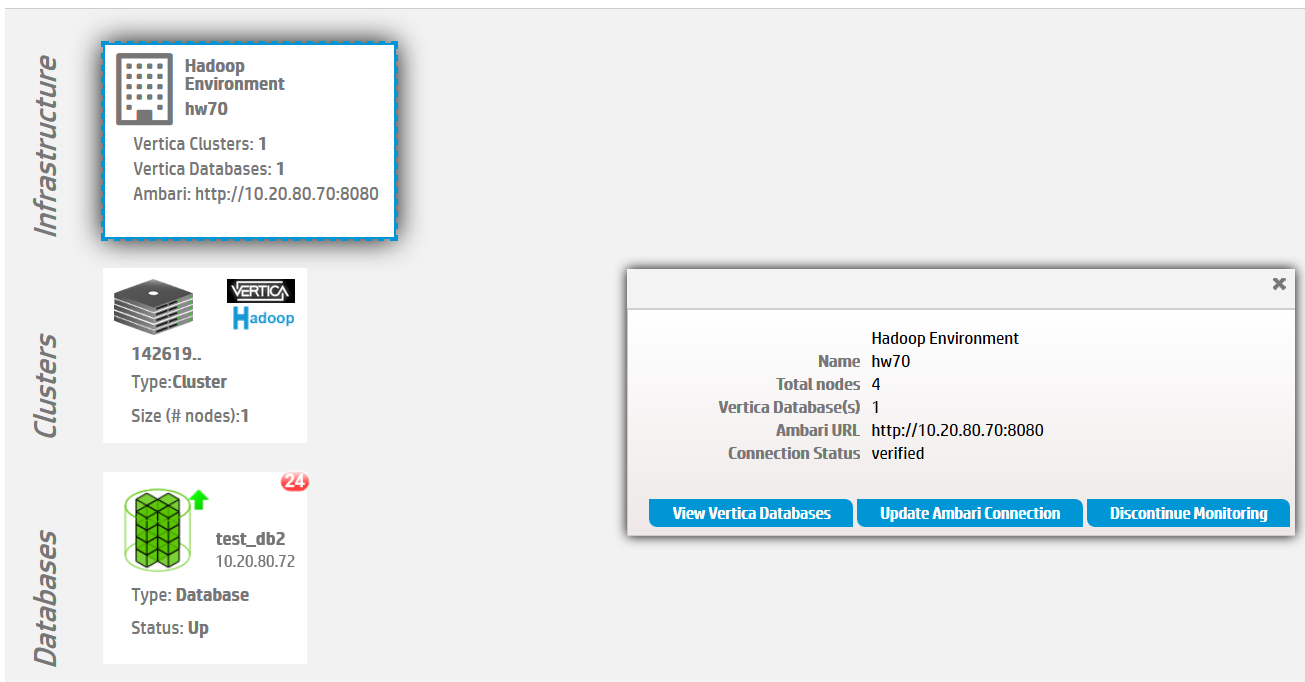 Infrastructure
Hadoop
Environment
hw70
Vertica Clusters: 1
Vertica Databases: 1
Ambari: http://10.20.80.70:8080
Clusters
VERTICA
Hadoop
142619..
Type:Cluster
Size (# nodes):1
Databases
24
test_db2
10.20.80.72
Type: Database
Status: Up
Hadoop Environment
Name hw70
Total nodes 4
Vertica Database(s) 1
Ambari URL http://10.20.80.70:8080
Connection Status verified
View Vertica Databases Update Ambari Connection Discontinue Monitoring